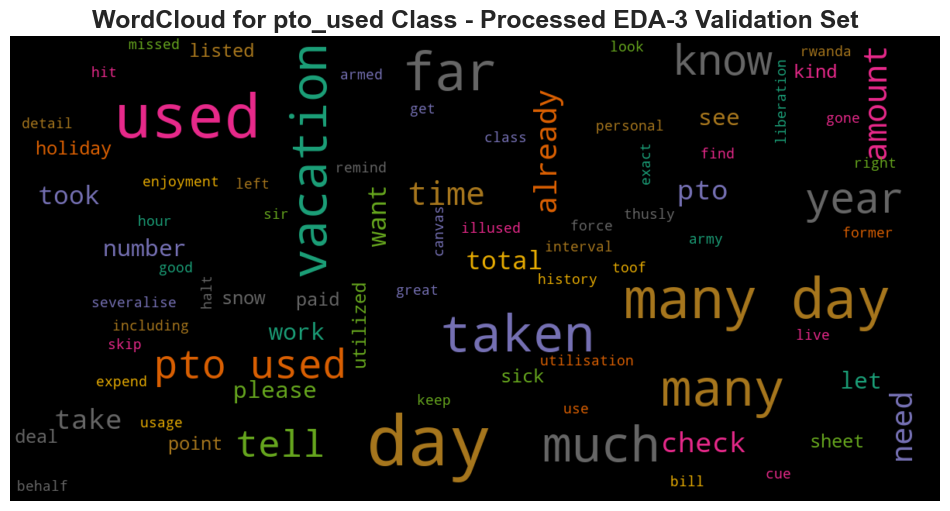 WordCloud for pto_used Class - Processed EDA-3 Validation Set
missed
listed
hit
armed
far
look
know
rwanda
kind
amount
used
vacation
get
already
class
personal
see
liberation
gone
detail
holiday
find
right
remind
exact
enjoyment
left
took
want
time
pto
year
hour
sir
canvas
illused
force
thusly
army
former
number
total
interval
good
history
toof
severalise
halt
snow
paid
utilized
great
many day
including
work
taken
live
skip
pto used
utilisation
expend
please
sick
many
let
keep
use
need
take
usage
deal
point
tell
day
much
check
sheet
behalf
bill
cue